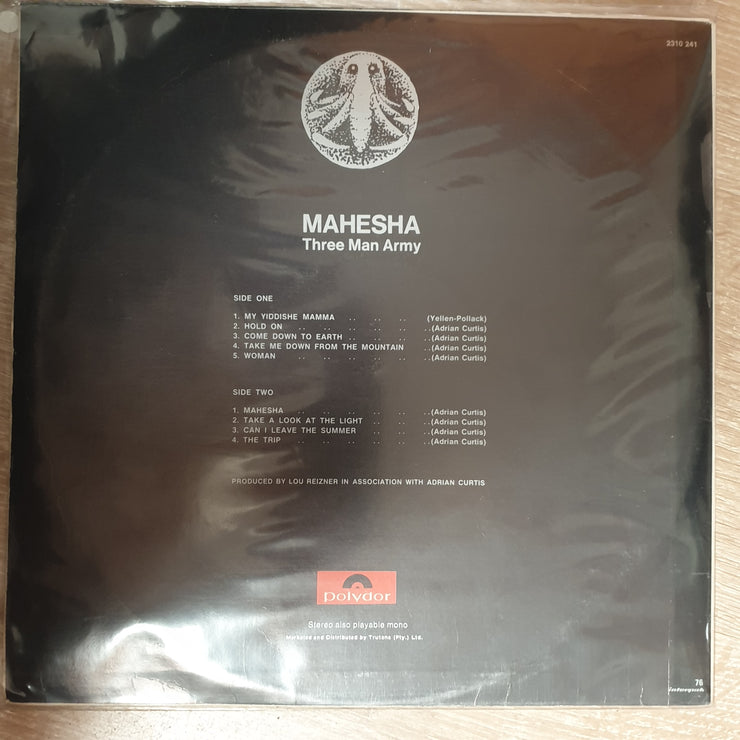 2310 241
MAHESHA
Three Man Army
SIDE ONE
1. MY YIDDISHE MAMMA .. .. .. (Yellen-Pollack)
2. HOLD ON .. .. .. .. .. ..(Adrian Curtis)
3. COME DOWN TO EARTH .. .. .. ..(Adrian Curtis)
4. TAKE ME DOWN FROM THE MOUNTAIN ..(Adrian Curtis)
5. WOMAN .. .. .. .. .. ..(Adrian Curtis)
SIDE TWO
1. MAHESHA .. .. .. .. .. ..(Adrian Curtis)
2. TAKE A LOOK AT THE LIGHT .. .. .. ..(Adrian Curtis)
3. CAN I LEAVE THE SUMMER .. .. ..(Adrian Curtis)
4. THE TRIP .. .. .. .. .. ..(Adrian Curtis)
PRODUCED BY LOU REIZNER IN ASSOCIATION WITH ADRIAN CURTIS
polydor
Stereo also playable mono
Marketed and Distributed by Trutone (Pty.) Ltd.
76